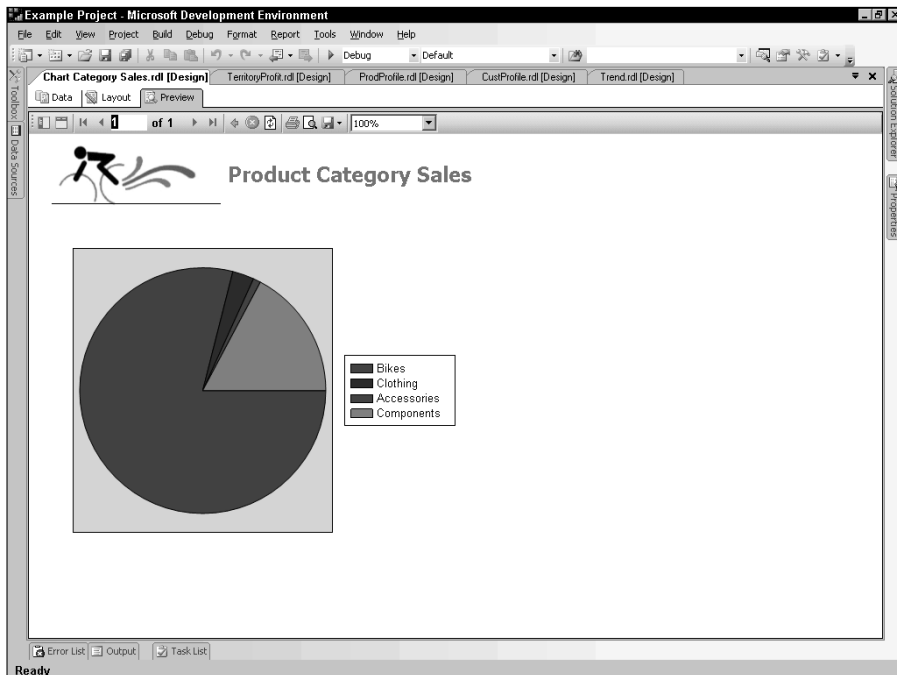 Example Project - Microsoft Development Environment
File Edit View Project Build Debug Format Report Tools Window Help
Debug Default
Chart Category Sales.rdl [Design] TerritoryProfit.rdl [Design] ProdProfile.rdl [Design] CustProfile.rdl [Design] Trend.rdl [Design]
Data Layout Preview
1 of 1 100%
Toolbox
Data Sources
Solution Explorer
Properties
Product Category Sales
Bikes
Clothing
Accessories
Components
Error List Output Task List
Ready